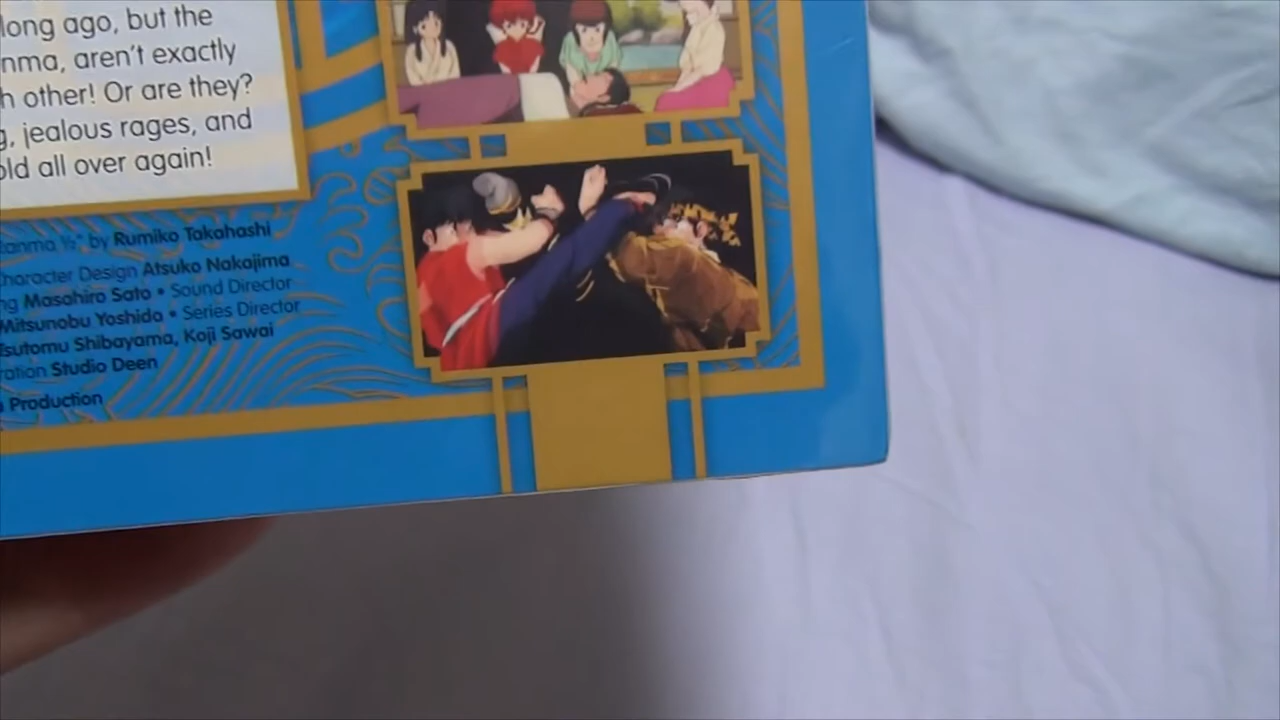 long ago, but the
nma, aren't exactly
h other! Or are they?
g, jealous rages, and
old all over again!
Ranma ½" by Rumiko Takahashi
Character Design Atsuko Nakajima
ng Masahiro Sato • Sound Director
Mitsunobu Yoshida • Series Director
Tsutomu Shibayama, Koji Sawai
ration Studio Deen
Production